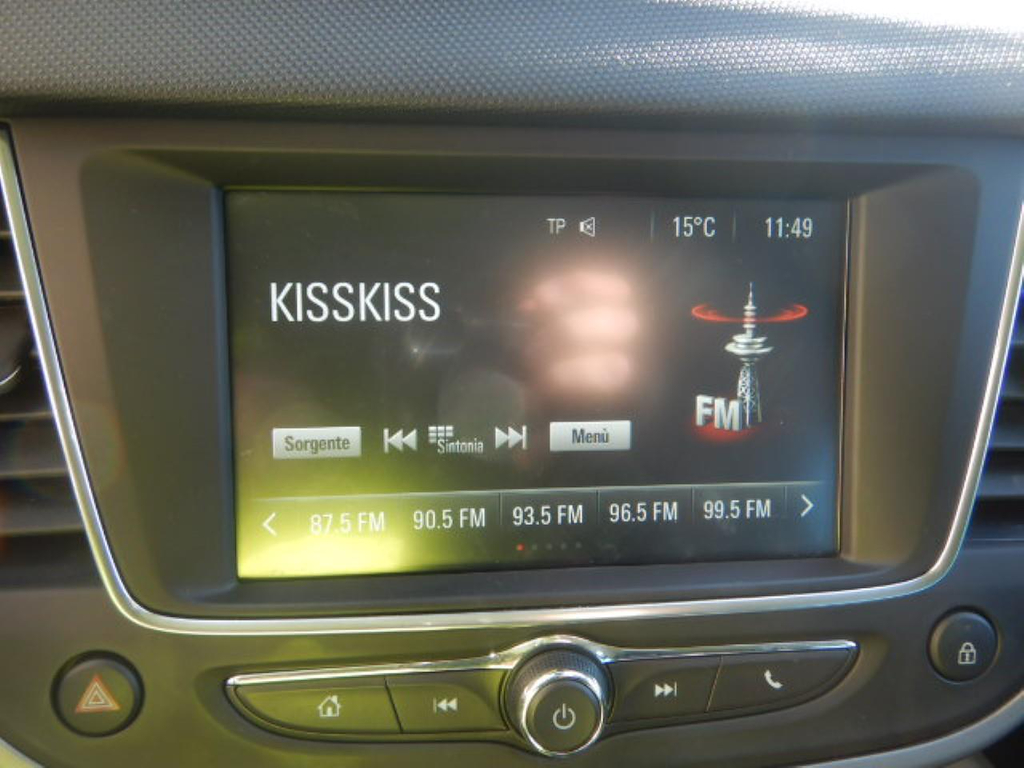 TP 15°C 11:49
KISSKISS
FM
Sorgente Sintonia Menù
87.5 FM 90.5 FM 93.5 FM 96.5 FM 99.5 FM